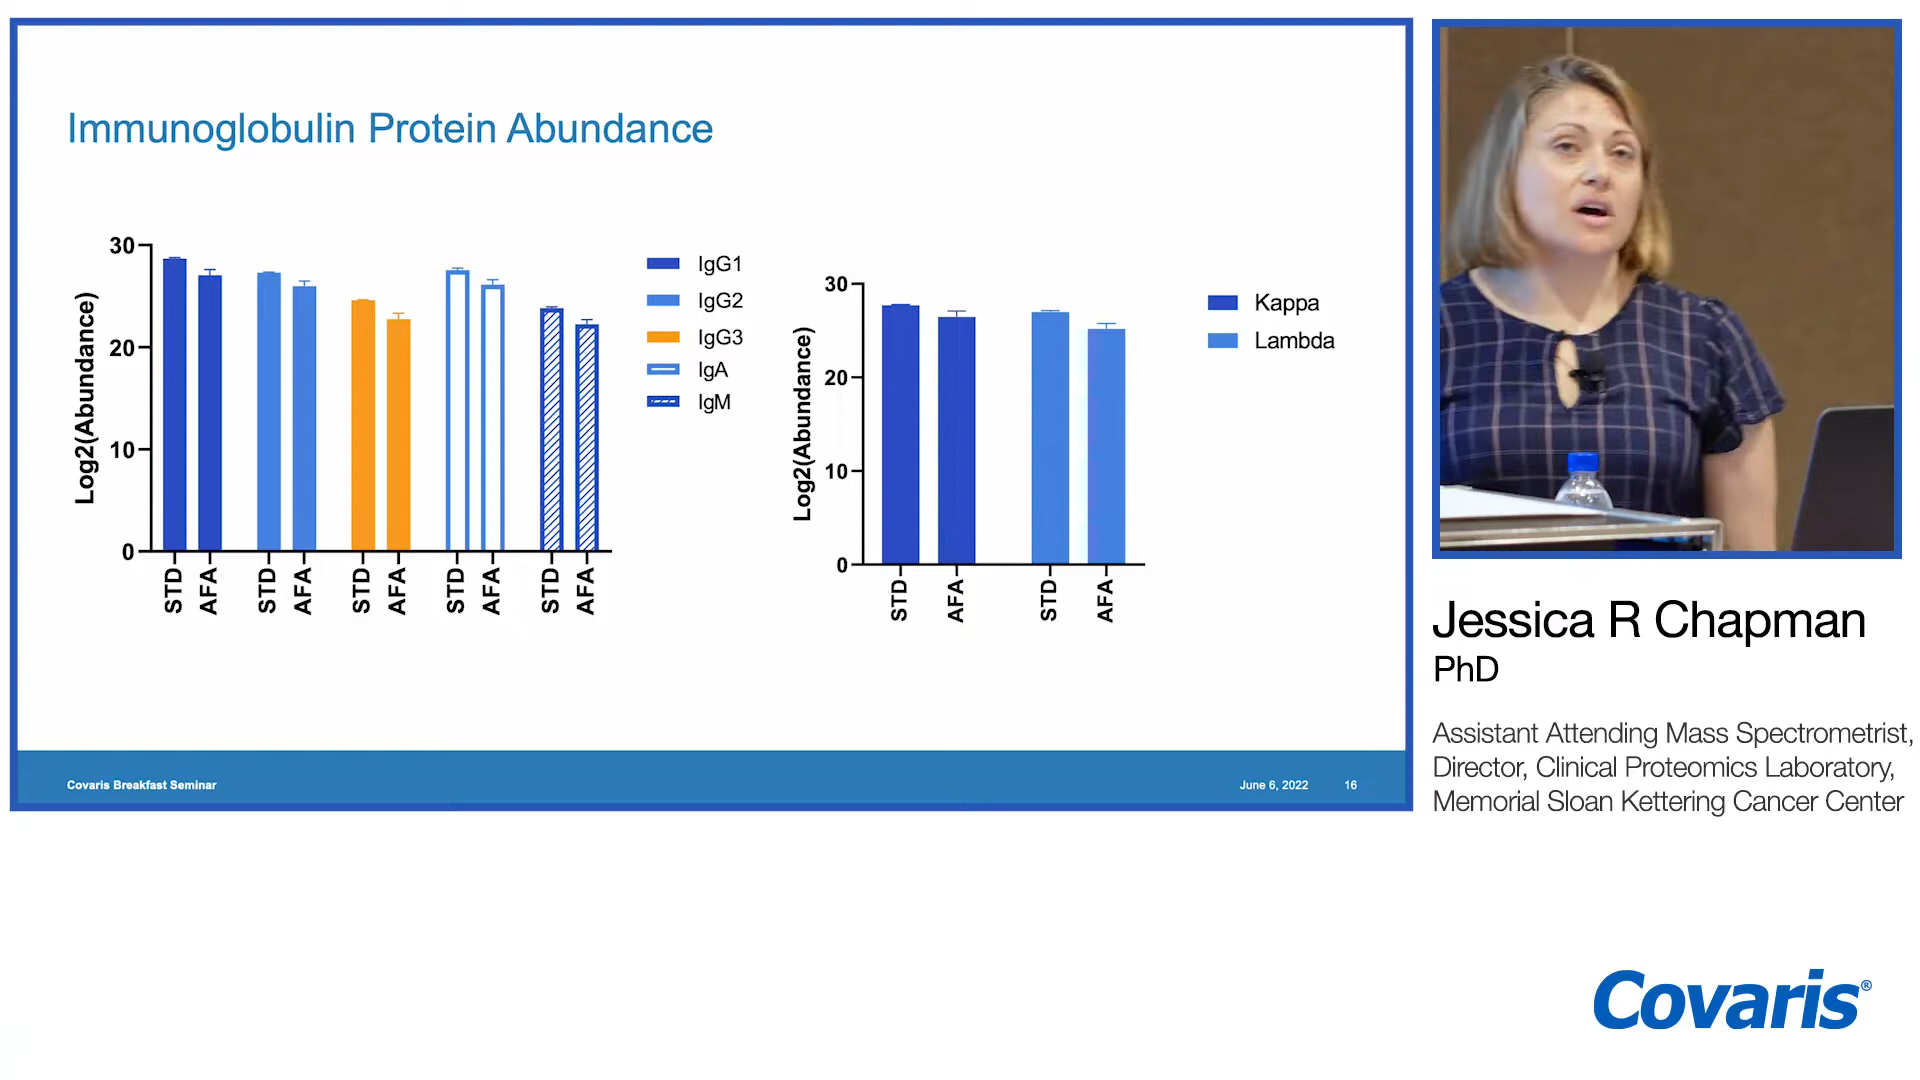 Immunoglobulin Protein Abundance
Log2(Abundance)
30
20
10
0
STD
AFA
STD
AFA
STD
AFA
STD
AFA
STD
AFA
IgG1
IgG2
IgG3
IgA
IgM
Log2(Abundance)
30
20
10
0
STD
AFA
STD
AFA
Kappa
Lambda
Covaris Breakfast Seminar
June 6, 2022
16
Jessica R Chapman
PhD
Assistant Attending Mass Spectrometrist,
Director, Clinical Proteomics Laboratory,
Memorial Sloan Kettering Cancer Center
Covaris®